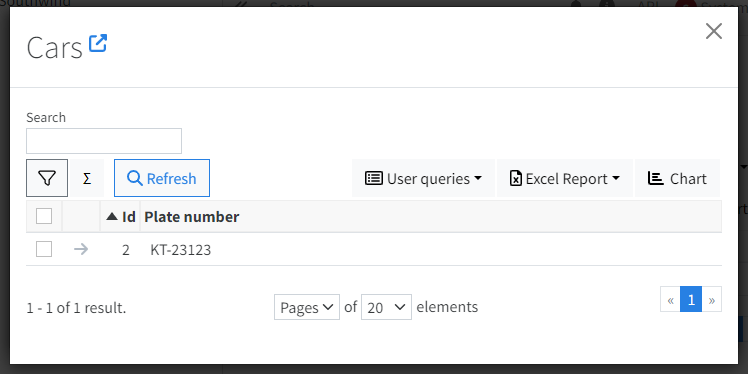 Cars
Search
Σ Refresh User queries Excel Report Chart
Id Plate number
2 KT-23123
1 - 1 of 1 result. Pages of 20 elements « 1 »